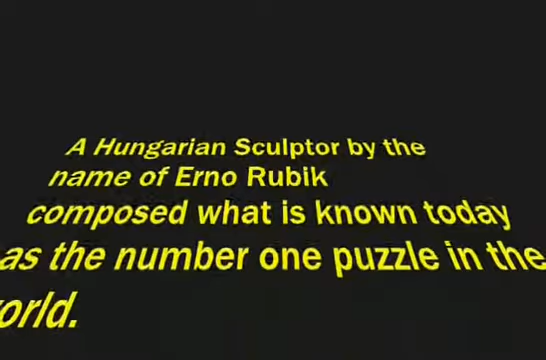 A Hungarian Sculptor by the
name of Erno Rubik
composed what is known today
as the number one puzzle in the
orld.